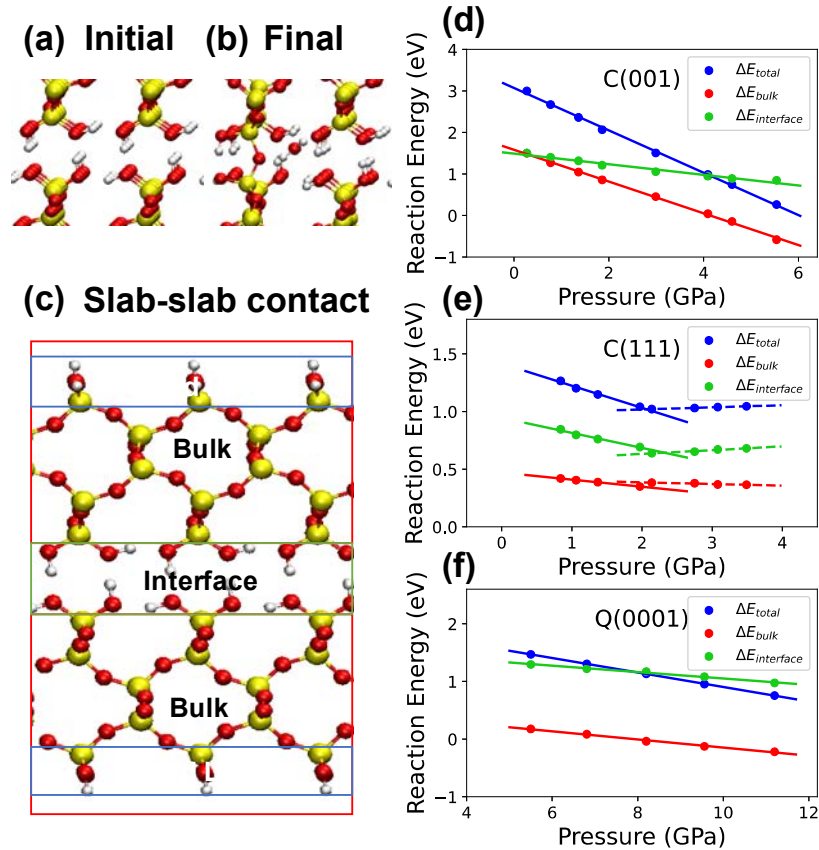 (a) Initial
(b) Final
(c) Slab-slab contact
Bulk
Interface
Bulk
(d)
C(001)
ΔE_total
ΔE_bulk
ΔE_interface
Reaction Energy (eV)
4
3
2
1
0
−1
0 2 4 6
Pressure (GPa)
(e)
C(111)
ΔE_total
ΔE_bulk
ΔE_interface
Reaction Energy (eV)
1.5
1.0
0.5
0.0
0 1 2 3 4
Pressure (GPa)
(f)
Q(0001)
ΔE_total
ΔE_bulk
ΔE_interface
Reaction Energy (eV)
2
1
0
−1
4 6 8 10 12
Pressure (GPa)